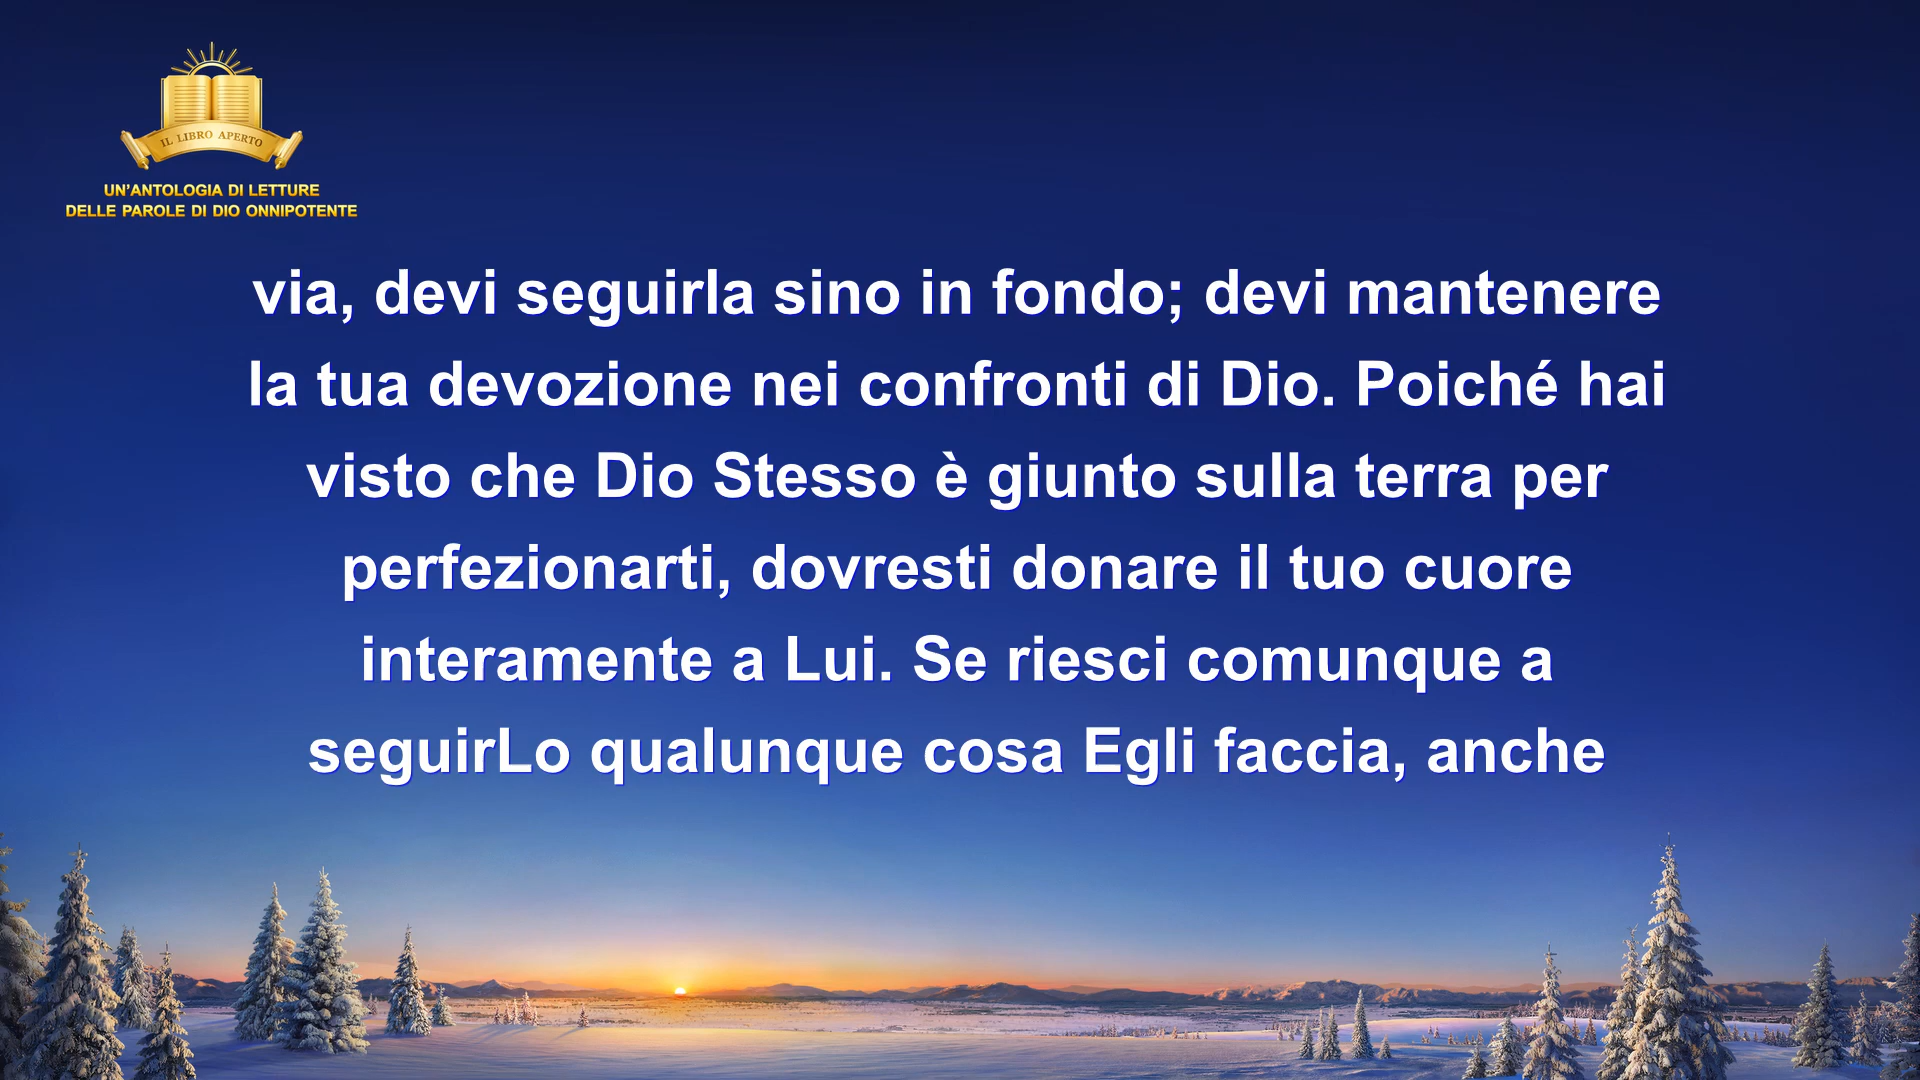 IL LIBRO APERTO
UN'ANTOLOGIA DI LETTURE
DELLE PAROLE DI DIO ONNIPOTENTE
via, devi seguirla sino in fondo; devi mantenere
la tua devozione nei confronti di Dio. Poiché hai
visto che Dio Stesso è giunto sulla terra per
perfezionarti, dovresti donare il tuo cuore
interamente a Lui. Se riesci comunque a
seguirLo qualunque cosa Egli faccia, anche